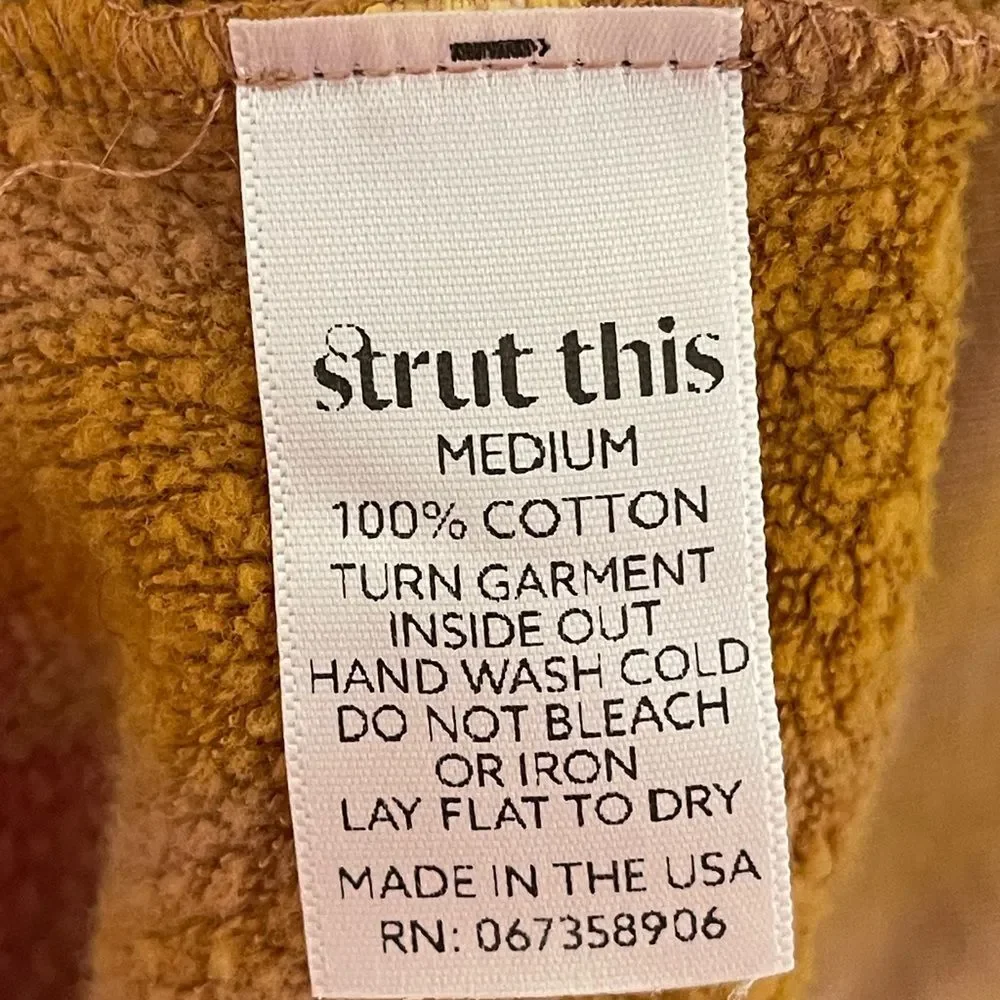 strut this
MEDIUM
100% COTTON
TURN GARMENT
INSIDE OUT
HAND WASH COLD
DO NOT BLEACH
OR IRON
LAY FLAT TO DRY
MADE IN THE USA
RN: 067358906